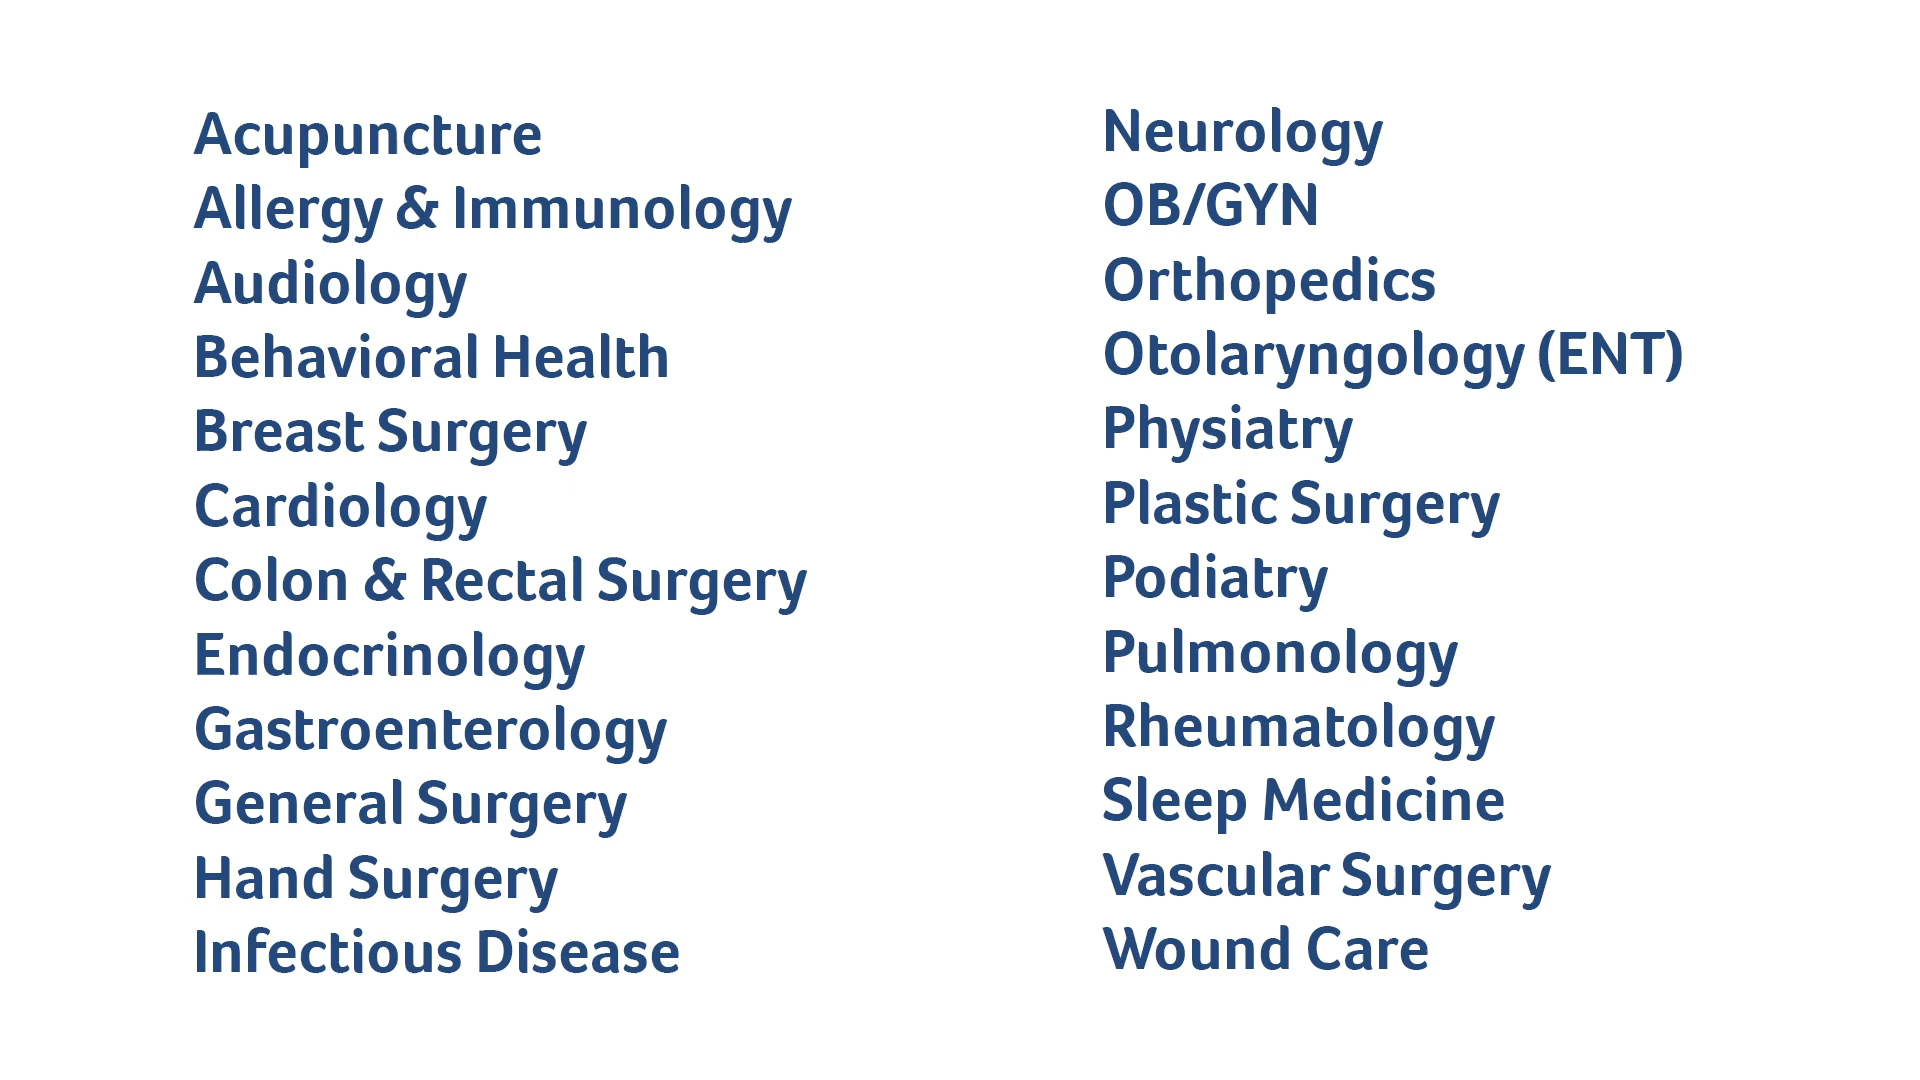 Acupuncture
Allergy & Immunology
Audiology
Behavioral Health
Breast Surgery
Cardiology
Colon & Rectal Surgery
Endocrinology
Gastroenterology
General Surgery
Hand Surgery
Infectious Disease
Neurology
OB/GYN
Orthopedics
Otolaryngology (ENT)
Physiatry
Plastic Surgery
Podiatry
Pulmonology
Rheumatology
Sleep Medicine
Vascular Surgery
Wound Care